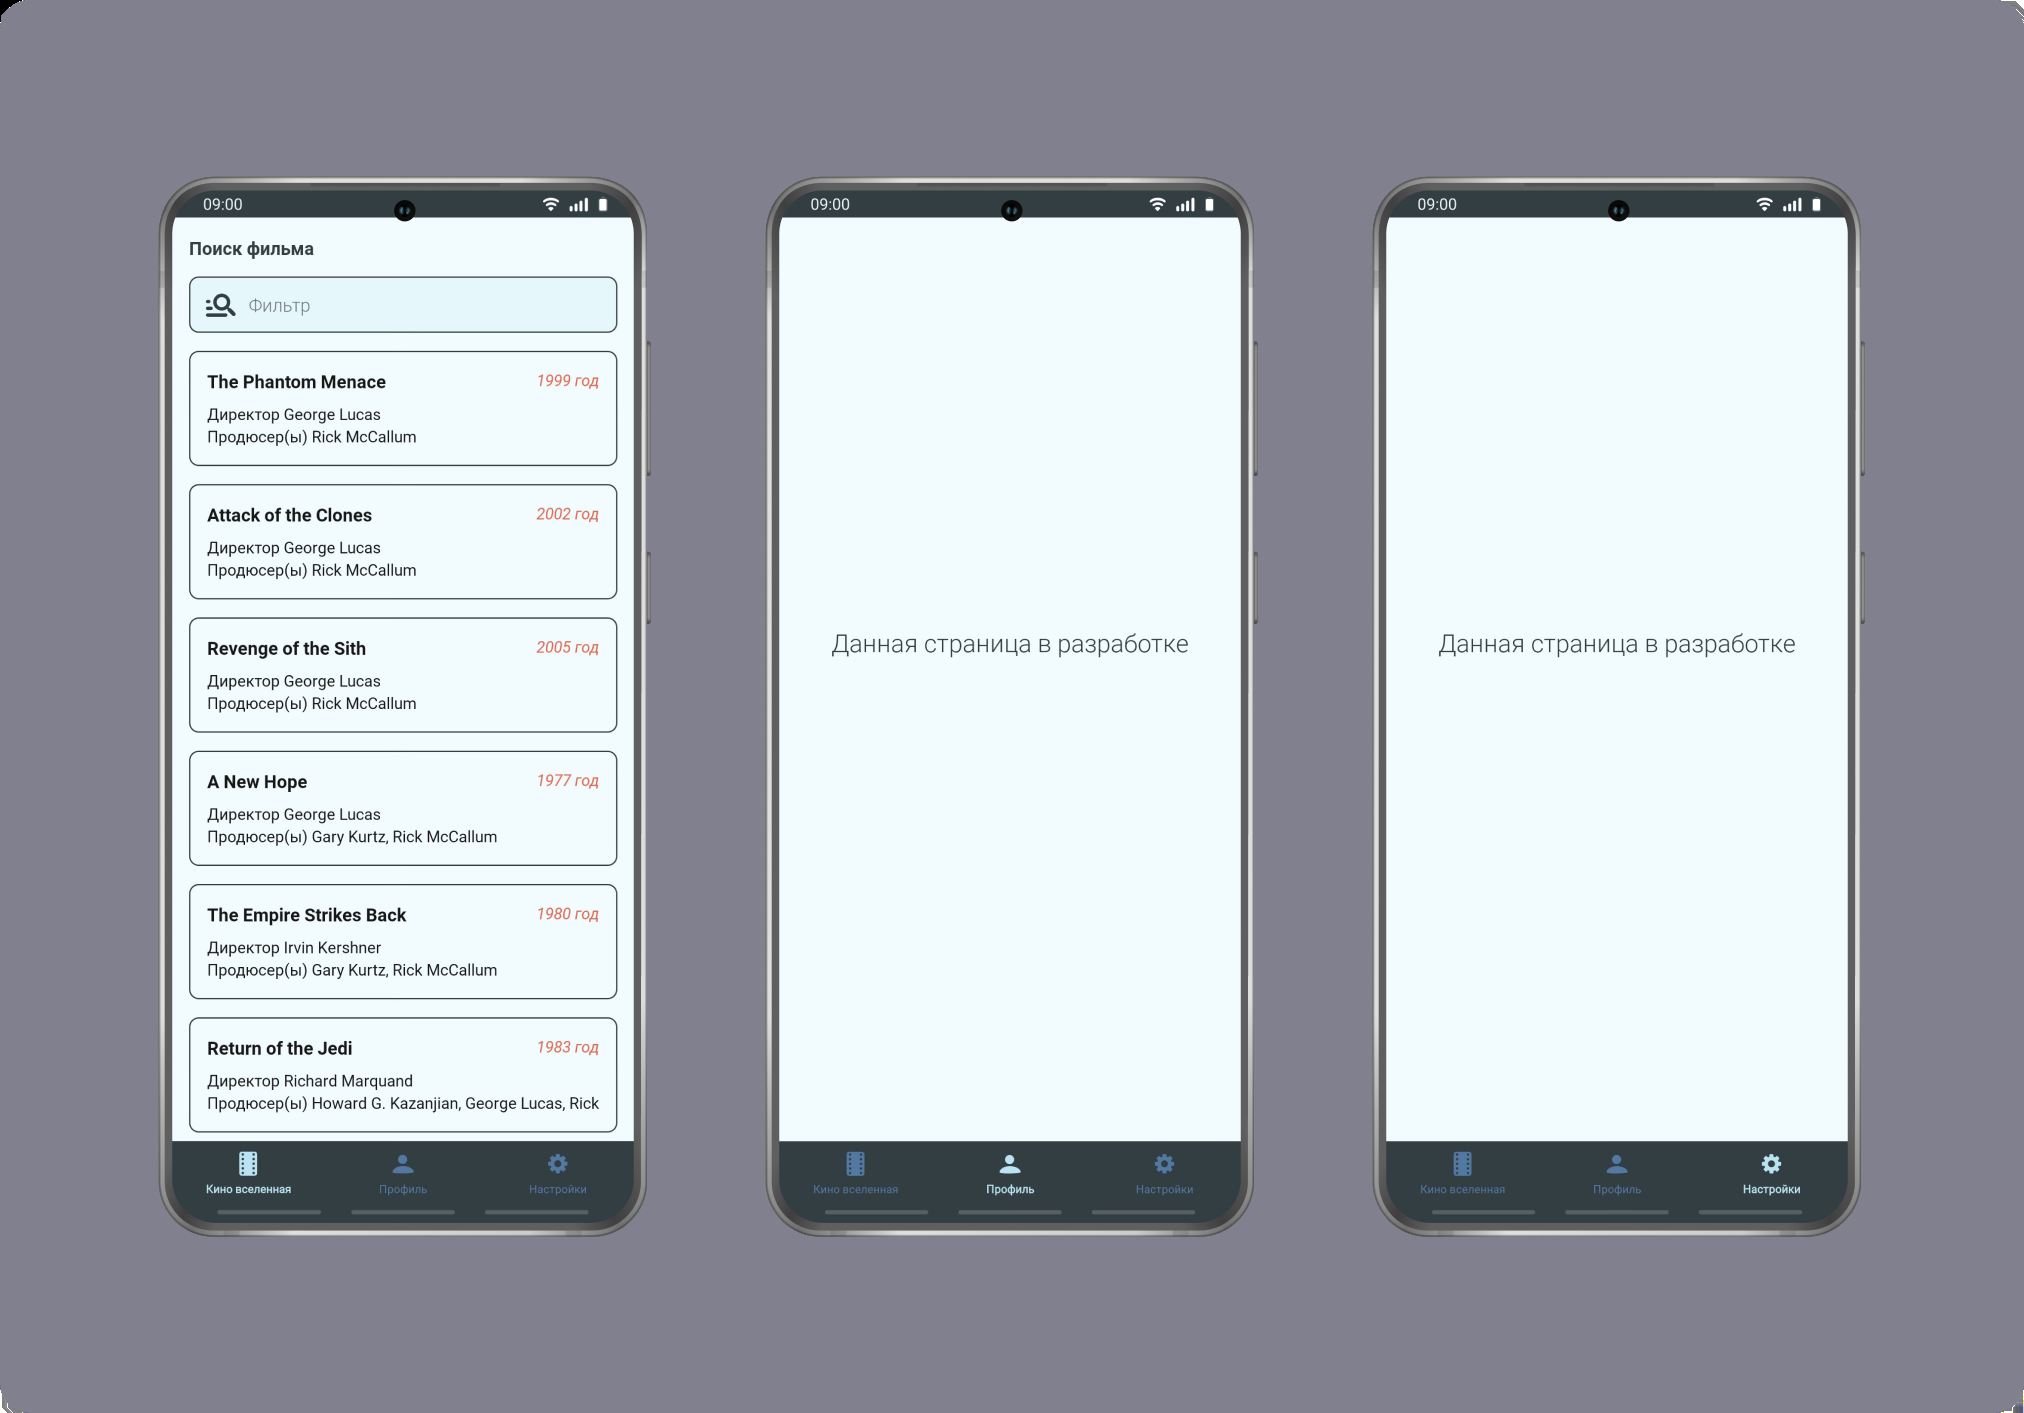 09:00
Поиск фильма
Фильтр
The Phantom Menace
1999 год
Директор George Lucas
Продюсер(ы) Rick McCallum
Attack of the Clones
2002 год
Директор George Lucas
Продюсер(ы) Rick McCallum
Revenge of the Sith
2005 год
Директор George Lucas
Продюсер(ы) Rick McCallum
A New Hope
1977 год
Директор George Lucas
Продюсер(ы) Gary Kurtz, Rick McCallum
The Empire Strikes Back
1980 год
Директор Irvin Kershner
Продюсер(ы) Gary Kurtz, Rick McCallum
Return of the Jedi
1983 год
Директор Richard Marquand
Продюсер(ы) Howard G. Kazanjian, George Lucas, Rick
Кино вселенная
Профиль
Настройки
09:00
Данная страница в разработке
Кино вселенная
Профиль
Настройки
09:00
Данная страница в разработке
Кино вселенная
Профиль
Настройки